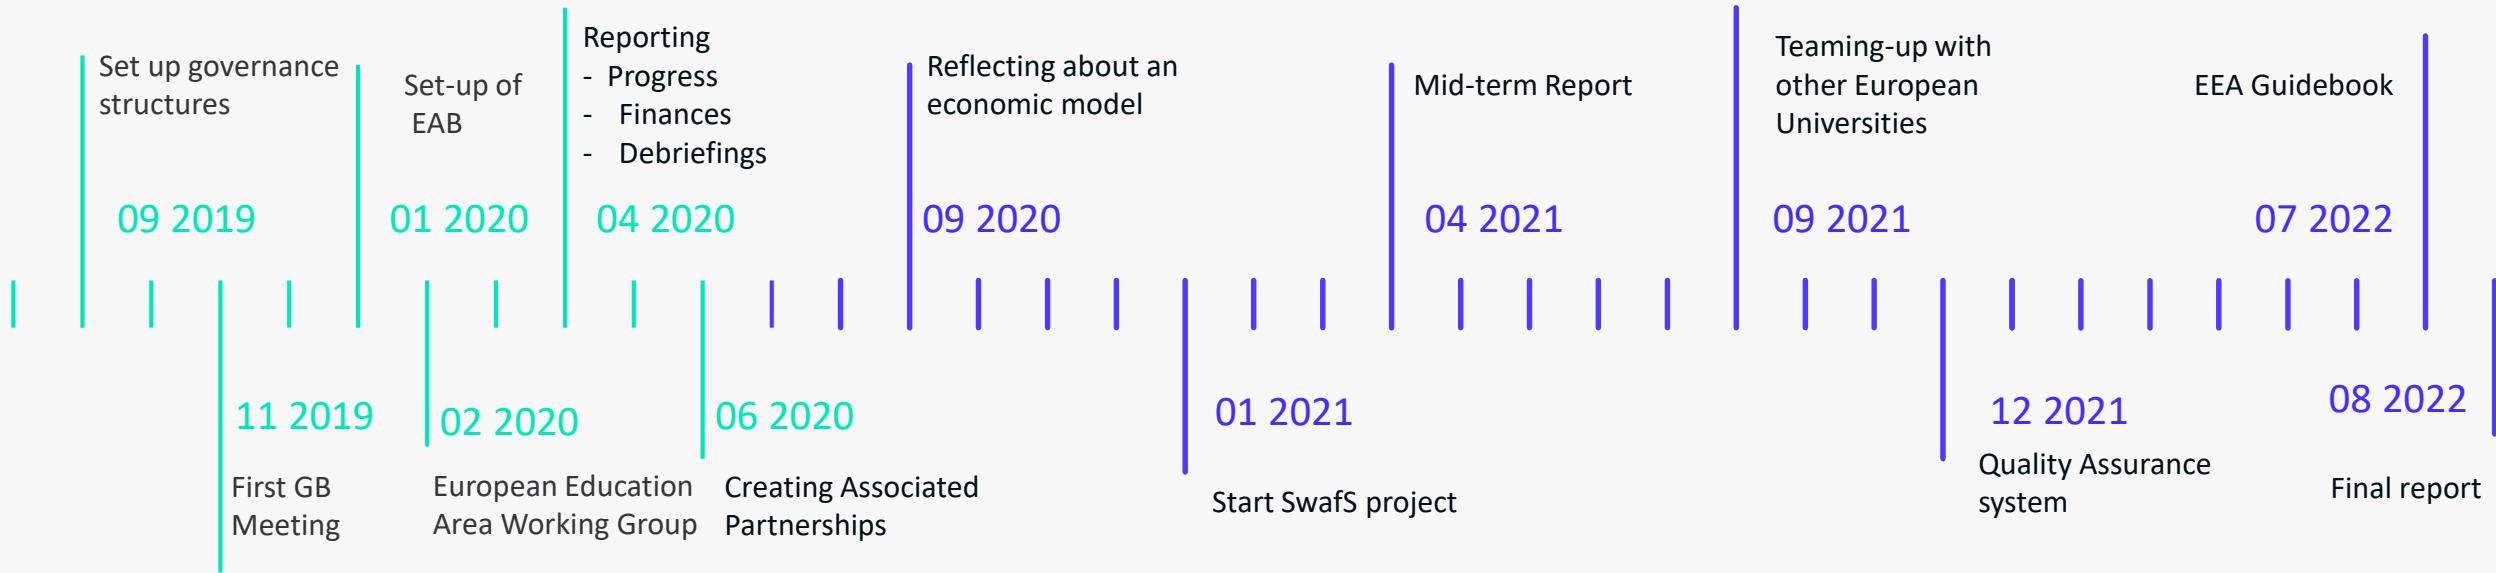 Set up governance
structures
09 2019
11 2019
First GB
Meeting
Set-up of
EAB
01 2020
02 2020
European Education
Area Working Group
Reporting
- Progress
- Finances
- Debriefings
04 2020
06 2020
Creating Associated
Partnerships
Reflecting about an
economic model
09 2020
01 2021
Start SwafS project
Mid-term Report
04 2021
Teaming-up with
other European
Universities
09 2021
12 2021
Quality Assurance
system
EEA Guidebook
07 2022
08 2022
Final report